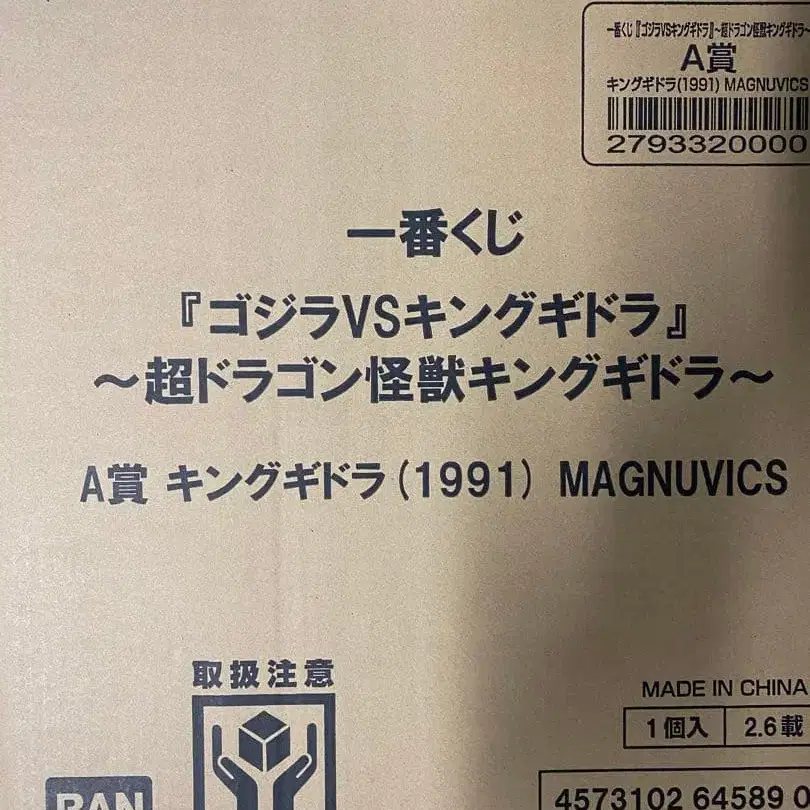 一番くじ『ゴジラVSキングギドラ』~超ドラゴン怪獣キングギドラ~
A賞
キングギドラ(1991) MAGNUVICS
2793320000
一番くじ
『ゴジラVSキングギドラ』
~超ドラゴン怪獣キングギドラ~
A賞 キングギドラ(1991) MAGNUVICS
取扱注意
MADE IN CHINA
1個入 2.6載
BAN
4573102 64589 0